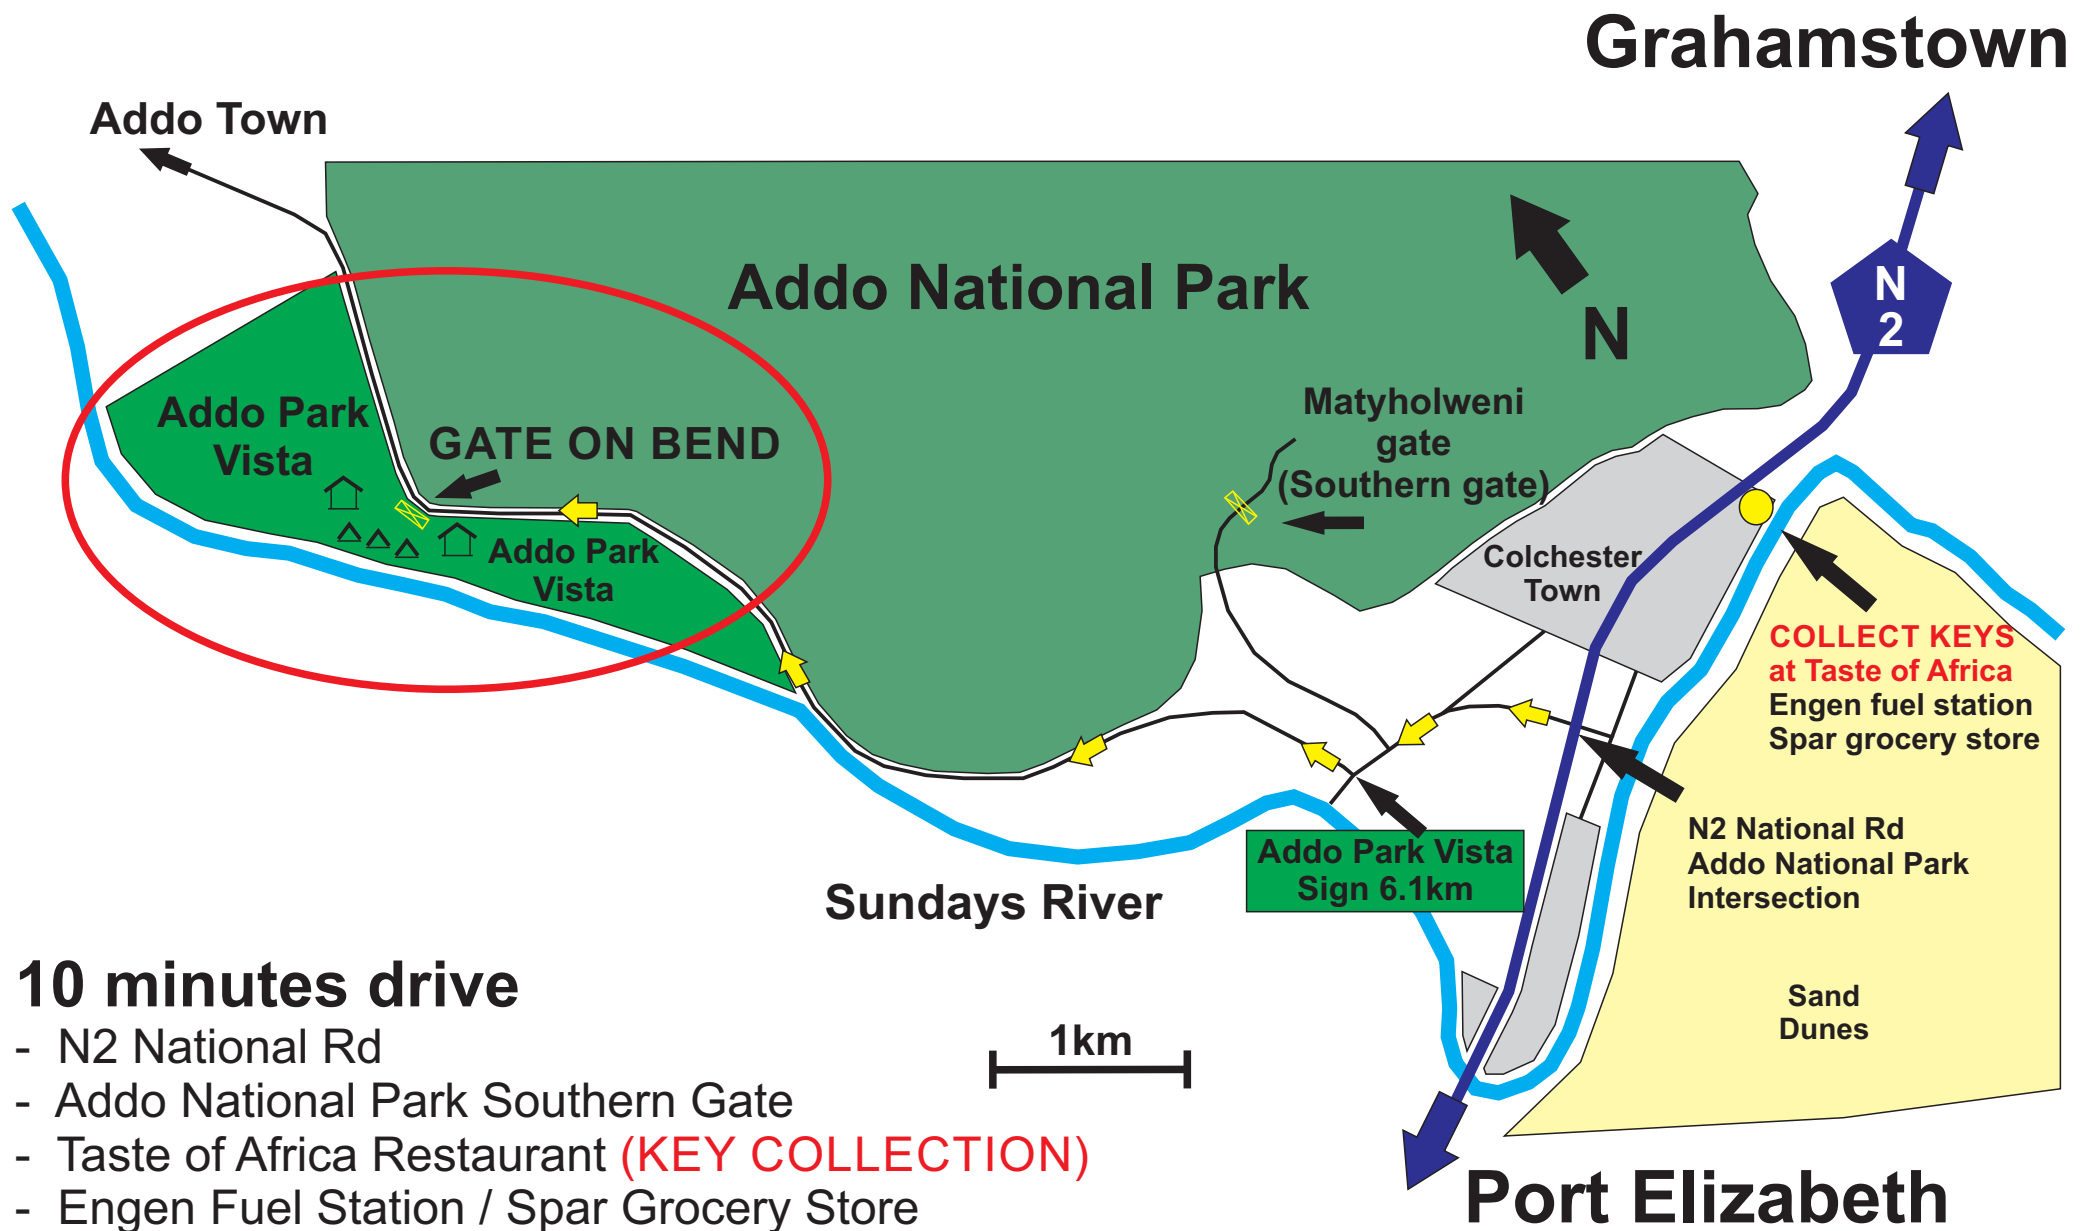 Grahamstown
Addo Town
Addo National Park
N
N
2
Addo Park
Vista
GATE ON BEND
Matyholweni
gate
(Southern gate)
Addo Park
Vista
Colchester
Town
COLLECT KEYS
at Taste of Africa
Engen fuel station
Spar grocery store
N2 National Rd
Addo National Park
Intersection
Addo Park Vista
Sign 6.1km
Sundays River
Sand
Dunes
10 minutes drive
- N2 National Rd
- Addo National Park Southern Gate
- Taste of Africa Restaurant (KEY COLLECTION)
- Engen Fuel Station / Spar Grocery Store
1km
Port Elizabeth